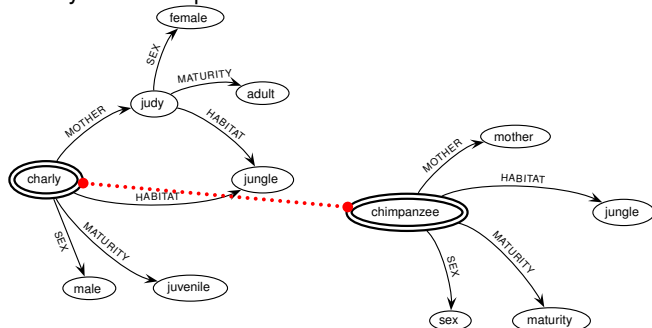 female
SEX
MATURITY
adult
judy
HABITAT
MOTHER
mother
MOTHER
charly
jungle
HABITAT
HABITAT
chimpanzee
jungle
SEX
MATURITY
male
juvenile
SEX
MATURITY
sex
maturity